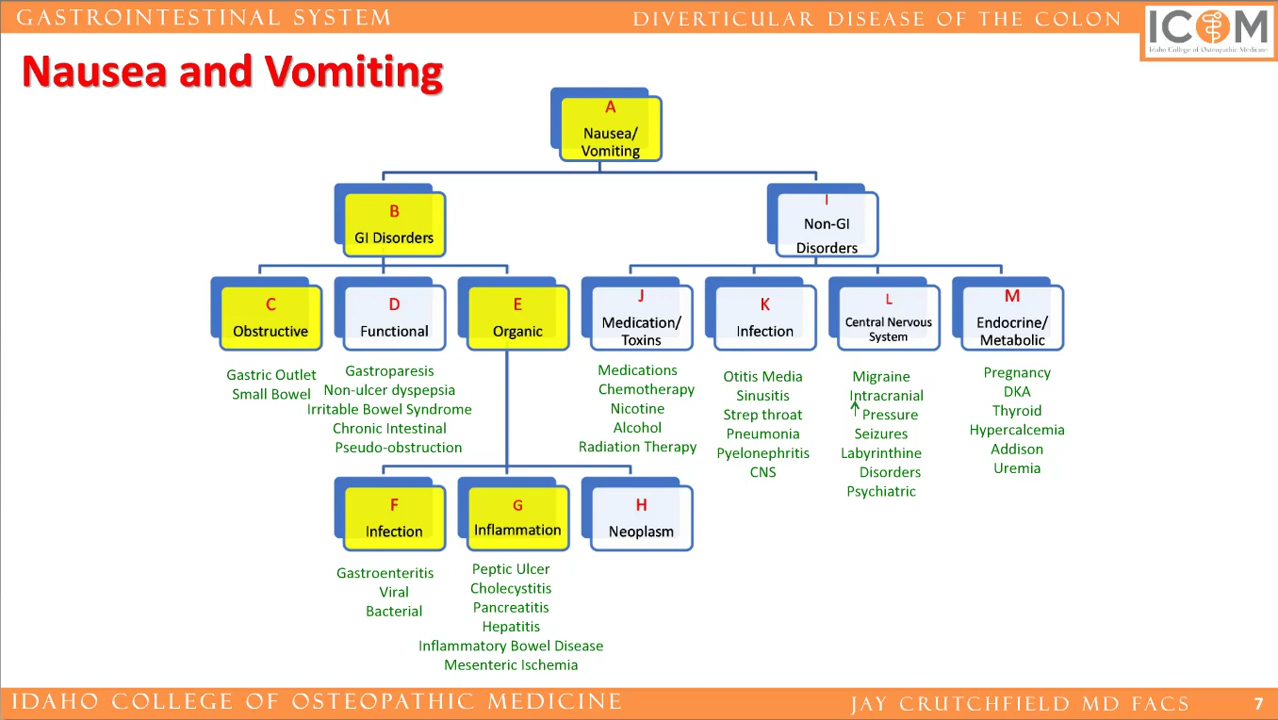 GASTROINTESTINAL SYSTEM
DIVERTICULAR DISEASE OF THE COLON
ICOM
Idaho College of Osteopathic Medicine
Nausea and Vomiting
A
Nausea/
Vomiting
B
GI Disorders
I
Non-GI
Disorders
C
Obstructive
D
Functional
E
Organic
J
Medication/
Toxins
K
Infection
L
Central Nervous
System
M
Endocrine/
Metabolic
Gastric Outlet
Small Bowel
Gastroparesis
Non-ulcer dyspepsia
Irritable Bowel Syndrome
Chronic Intestinal
Pseudo-obstruction
Medications
Chemotherapy
Nicotine
Alcohol
Radiation Therapy
Otitis Media
Sinusitis
Strep throat
Pneumonia
Pyelonephritis
CNS
Migraine
Intracranial
↑ Pressure
Seizures
Labyrinthine
Disorders
Psychiatric
Pregnancy
DKA
Thyroid
Hypercalcemia
Addison
Uremia
F
Infection
G
Inflammation
H
Neoplasm
Gastroenteritis
Viral
Bacterial
Peptic Ulcer
Cholecystitis
Pancreatitis
Hepatitis
Inflammatory Bowel Disease
Mesenteric Ischemia
IDAHO COLLEGE OF OSTEOPATHIC MEDICINE
JAY CRUTCHFIELD MD FACS
7